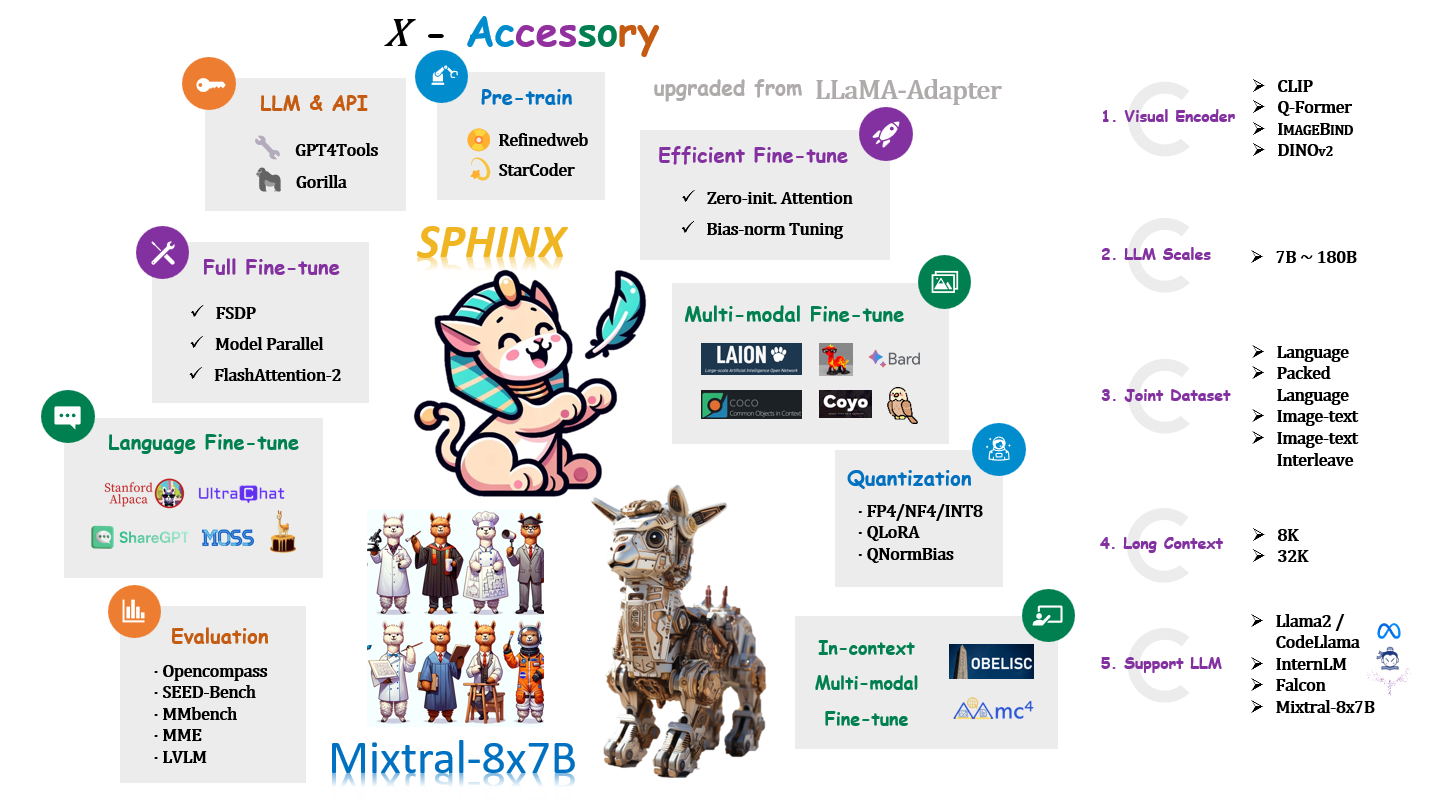 X - Accessory
upgraded from LLaMA-Adapter
LLM & API
GPT4Tools
Gorilla
Pre-train
Refinedweb
StarCoder
Efficient Fine-tune
✓ Zero-init. Attention
✓ Bias-norm Tuning
SPHINX
Full Fine-tune
✓ FSDP
✓ Model Parallel
✓ FlashAttention-2
Multi-modal Fine-tune
LAION
Large-scale Artificial Intelligence Open Network
Bard
COCO
Common Objects in Context
Coyo
Language Fine-tune
Stanford
Alpaca
UltraChat
ShareGPT
MOSS
Quantization
· FP4/NF4/INT8
· QLoRA
· QNormBias
Evaluation
· Opencompass
· SEED-Bench
· MMbench
· MME
· LVLM
Mixtral-8x7B
In-context
Multi-modal
Fine-tune
OBELISC
mc4
1. Visual Encoder
➢ CLIP
➢ Q-Former
➢ IMAGEBIND
➢ DINOv2
2. LLM Scales
➢ 7B ~ 180B
3. Joint Dataset
➢ Language
➢ Packed
Language
➢ Image-text
➢ Image-text
Interleave
4. Long Context
➢ 8K
➢ 32K
5. Support LLM
➢ Llama2 /
CodeLlama
➢ InternLM
➢ Falcon
➢ Mixtral-8x7B